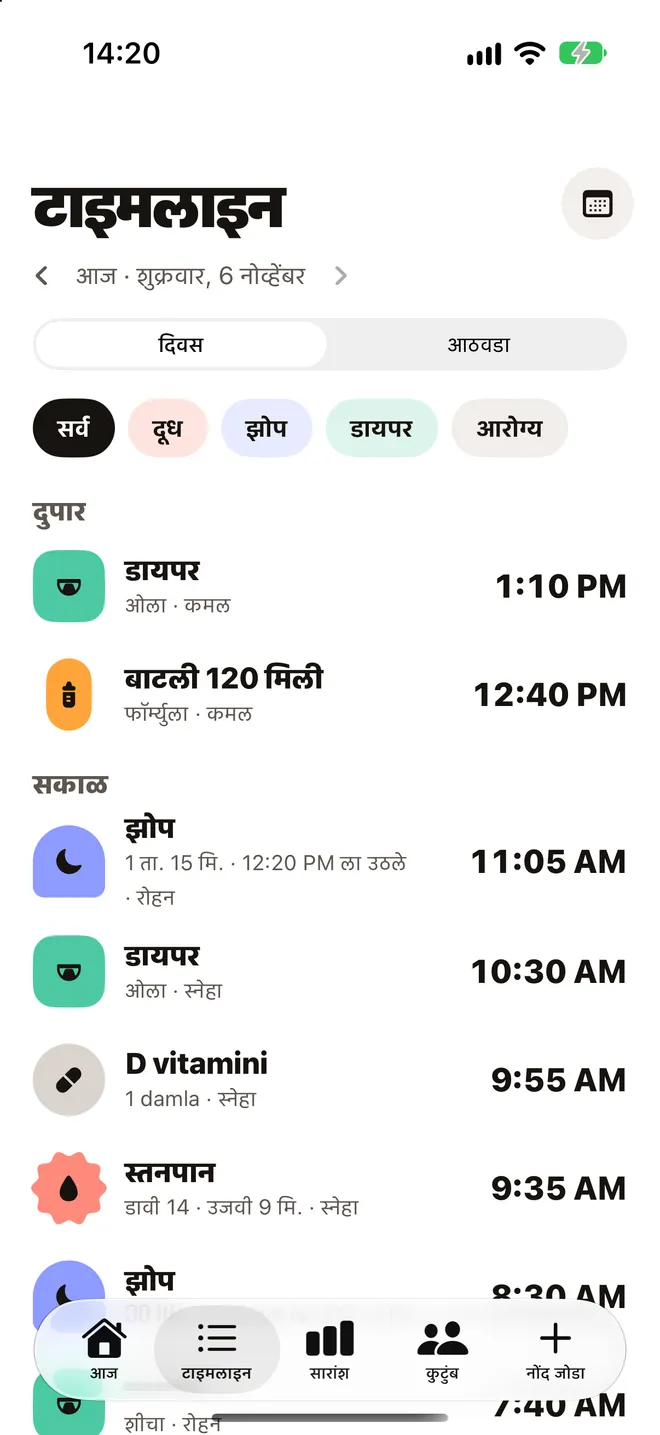 14:20
टाइमलाइन
आज · शुक्रवार, 6 नोव्हेंबर
दिवस
आठवडा
सर्व
दूध
झोप
डायपर
आरोग्य
दुपार
डायपर
1:10 PM
ओला · कमल
बाटली 120 मिली
12:40 PM
फॉर्म्युला · कमल
सकाळ
झोप
1 ता. 15 मि. · 12:20 PM ला उठले
· रोहन
11:05 AM
डायपर
10:30 AM
ओला · स्नेहा
D vitamini
9:55 AM
1 damla · स्नेहा
स्तनपान
9:35 AM
डावी 14 · उजवी 9 मि. · स्नेहा
झोप
8:30 AM
आज
टाइमलाइन
सारांश
कुटुंब
नोंद जोडा
7:40 AM
शीचा · रोहन